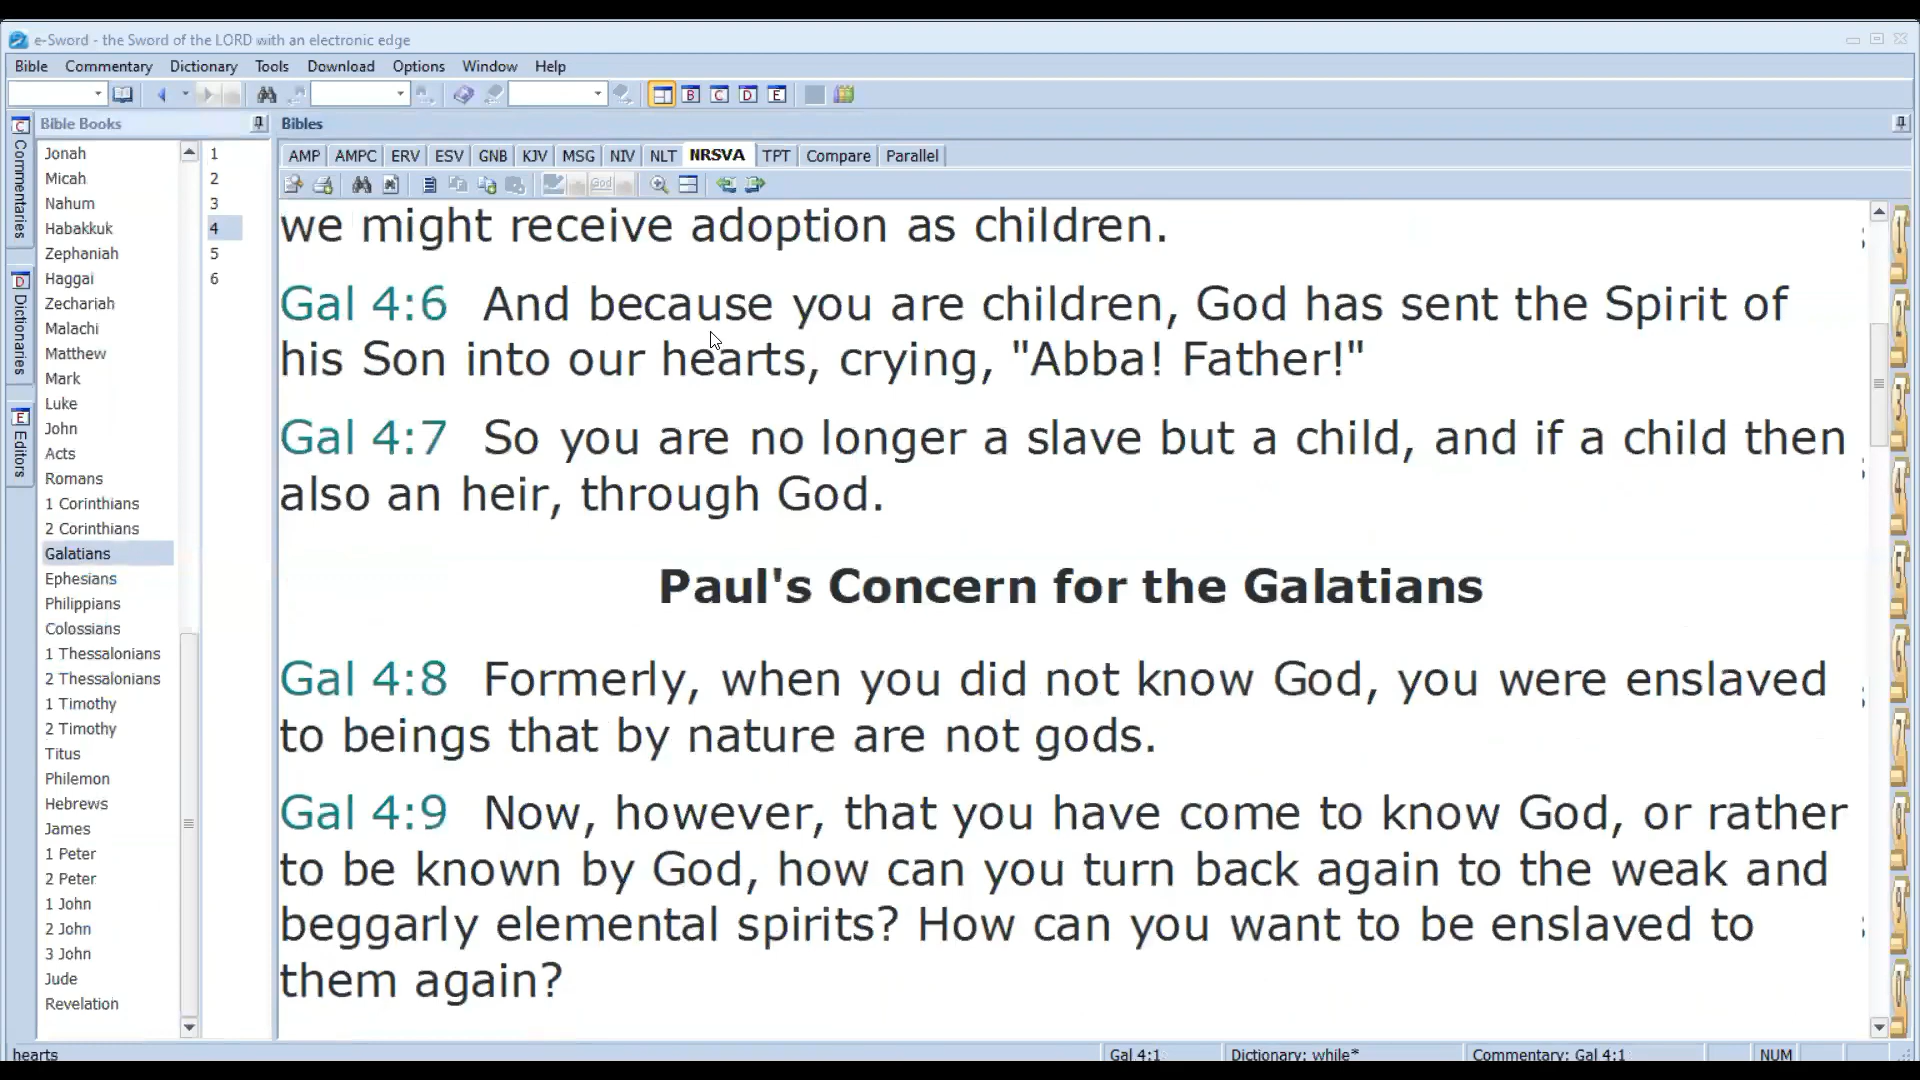 e-Sword - the Sword of the LORD with an electronic edge
Bible Commentary Dictionary Tools Download Options Window Help
B C D E
Bible Books
Bibles
C Commentaries
D Dictionaries
E Editors
Jonah
Micah
Nahum
Habakkuk
Zephaniah
Haggai
Zechariah
Malachi
Matthew
Mark
Luke
John
Acts
Romans
1 Corinthians
2 Corinthians
Galatians
Ephesians
Philippians
Colossians
1 Thessalonians
2 Thessalonians
1 Timothy
2 Timothy
Titus
Philemon
Hebrews
James
1 Peter
2 Peter
1 John
2 John
3 John
Jude
Revelation
1
2
3
4
5
6
AMP AMPC ERV ESV GNB KJV MSG NIV NLT NRSVA TPT Compare Parallel
God
we might receive adoption as children.
Gal 4:6 And because you are children, God has sent the Spirit of
his Son into our hearts, crying, "Abba! Father!"
Gal 4:7 So you are no longer a slave but a child, and if a child then
also an heir, through God.
Paul's Concern for the Galatians
Gal 4:8 Formerly, when you did not know God, you were enslaved
to beings that by nature are not gods.
Gal 4:9 Now, however, that you have come to know God, or rather
to be known by God, how can you turn back again to the weak and
beggarly elemental spirits? How can you want to be enslaved to
them again?
1
2
3
4
5
6
7
8
9
0
hearts
Gal 4:1 Dictionary: while* Commentary: Gal 4:1 NUM